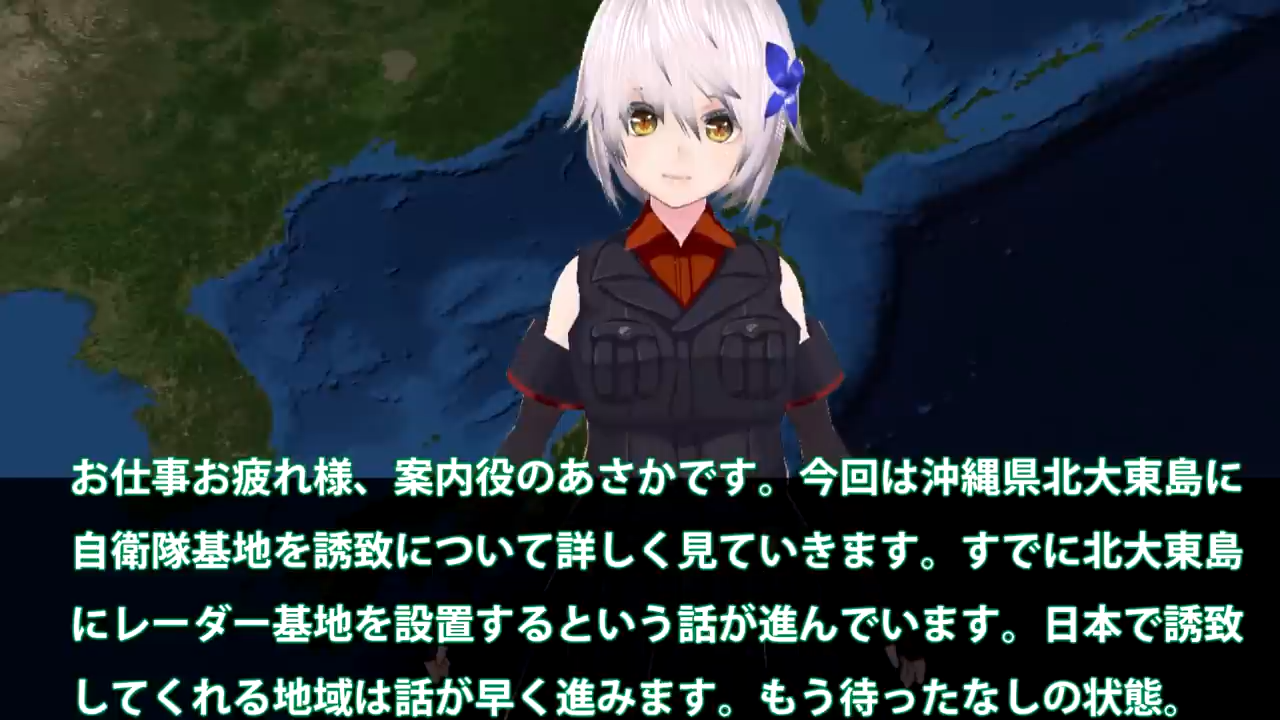 お仕事お疲れ様、案内役のあさかです。今回は沖縄県北大東島に
自衛隊基地を誘致について詳しく見ていきます。すでに北大東島
にレーダー基地を設置するという話が進んでいます。日本で誘致
してくれる地域は話が早く進みます。もう待ったなしの状態。